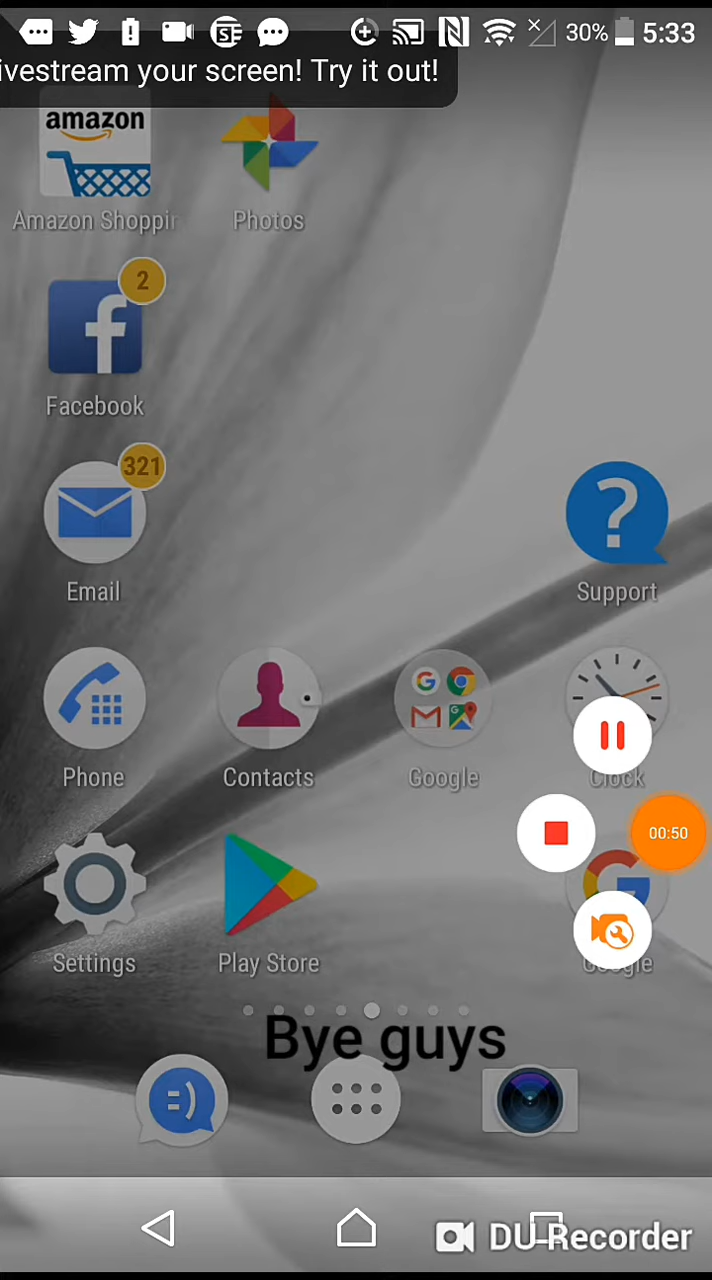 30% 5:33
ivestream your screen! Try it out!
amazon
Amazon Shoppin
Photos
2
Facebook
321
Email
Support
Phone
Contacts
Google
Clock
00:50
Settings
Play Store
Google
Bye guys
DU Recorder